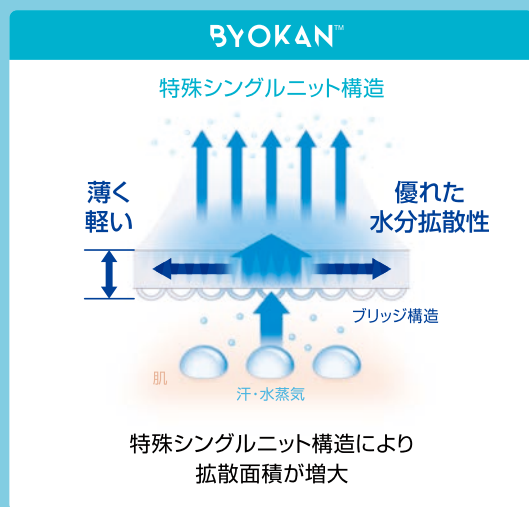 BYOKAN™
特殊シングルニット構造
薄く
軽い
優れた
水分拡散性
ブリッジ構造
肌
汗・水蒸気
特殊シングルニット構造により
拡散面積が増大